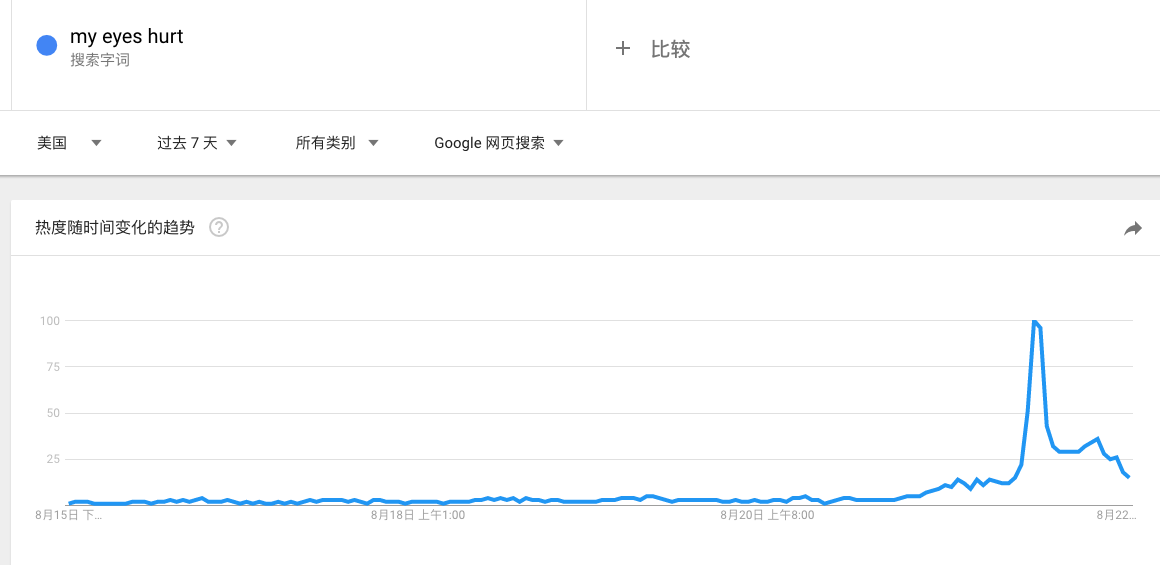 my eyes hurt
搜索字词
+ 比较
美国
过去 7 天
所有类别
Google 网页搜索
热度随时间变化的趋势
?
100
75
50
25
8月15日 下…
8月18日 上午1:00
8月20日 上午8:00
8月22…